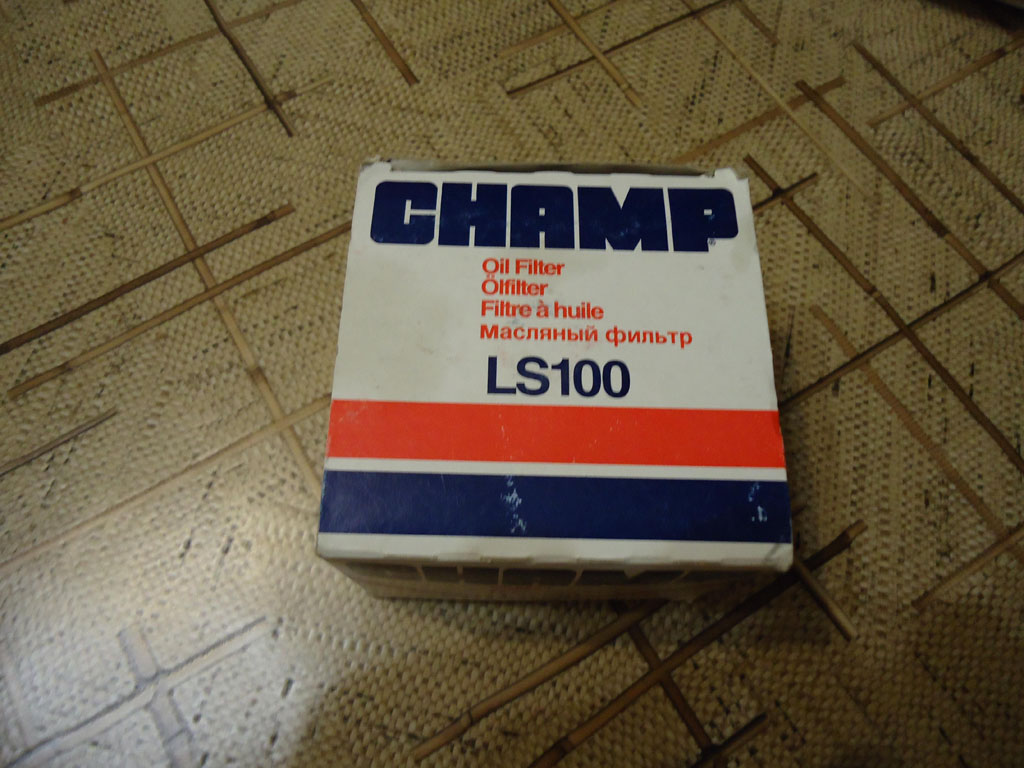 CHAMP®
Oil Filter
Ölfilter
Filtre à huile
Масляный фильтр
LS100